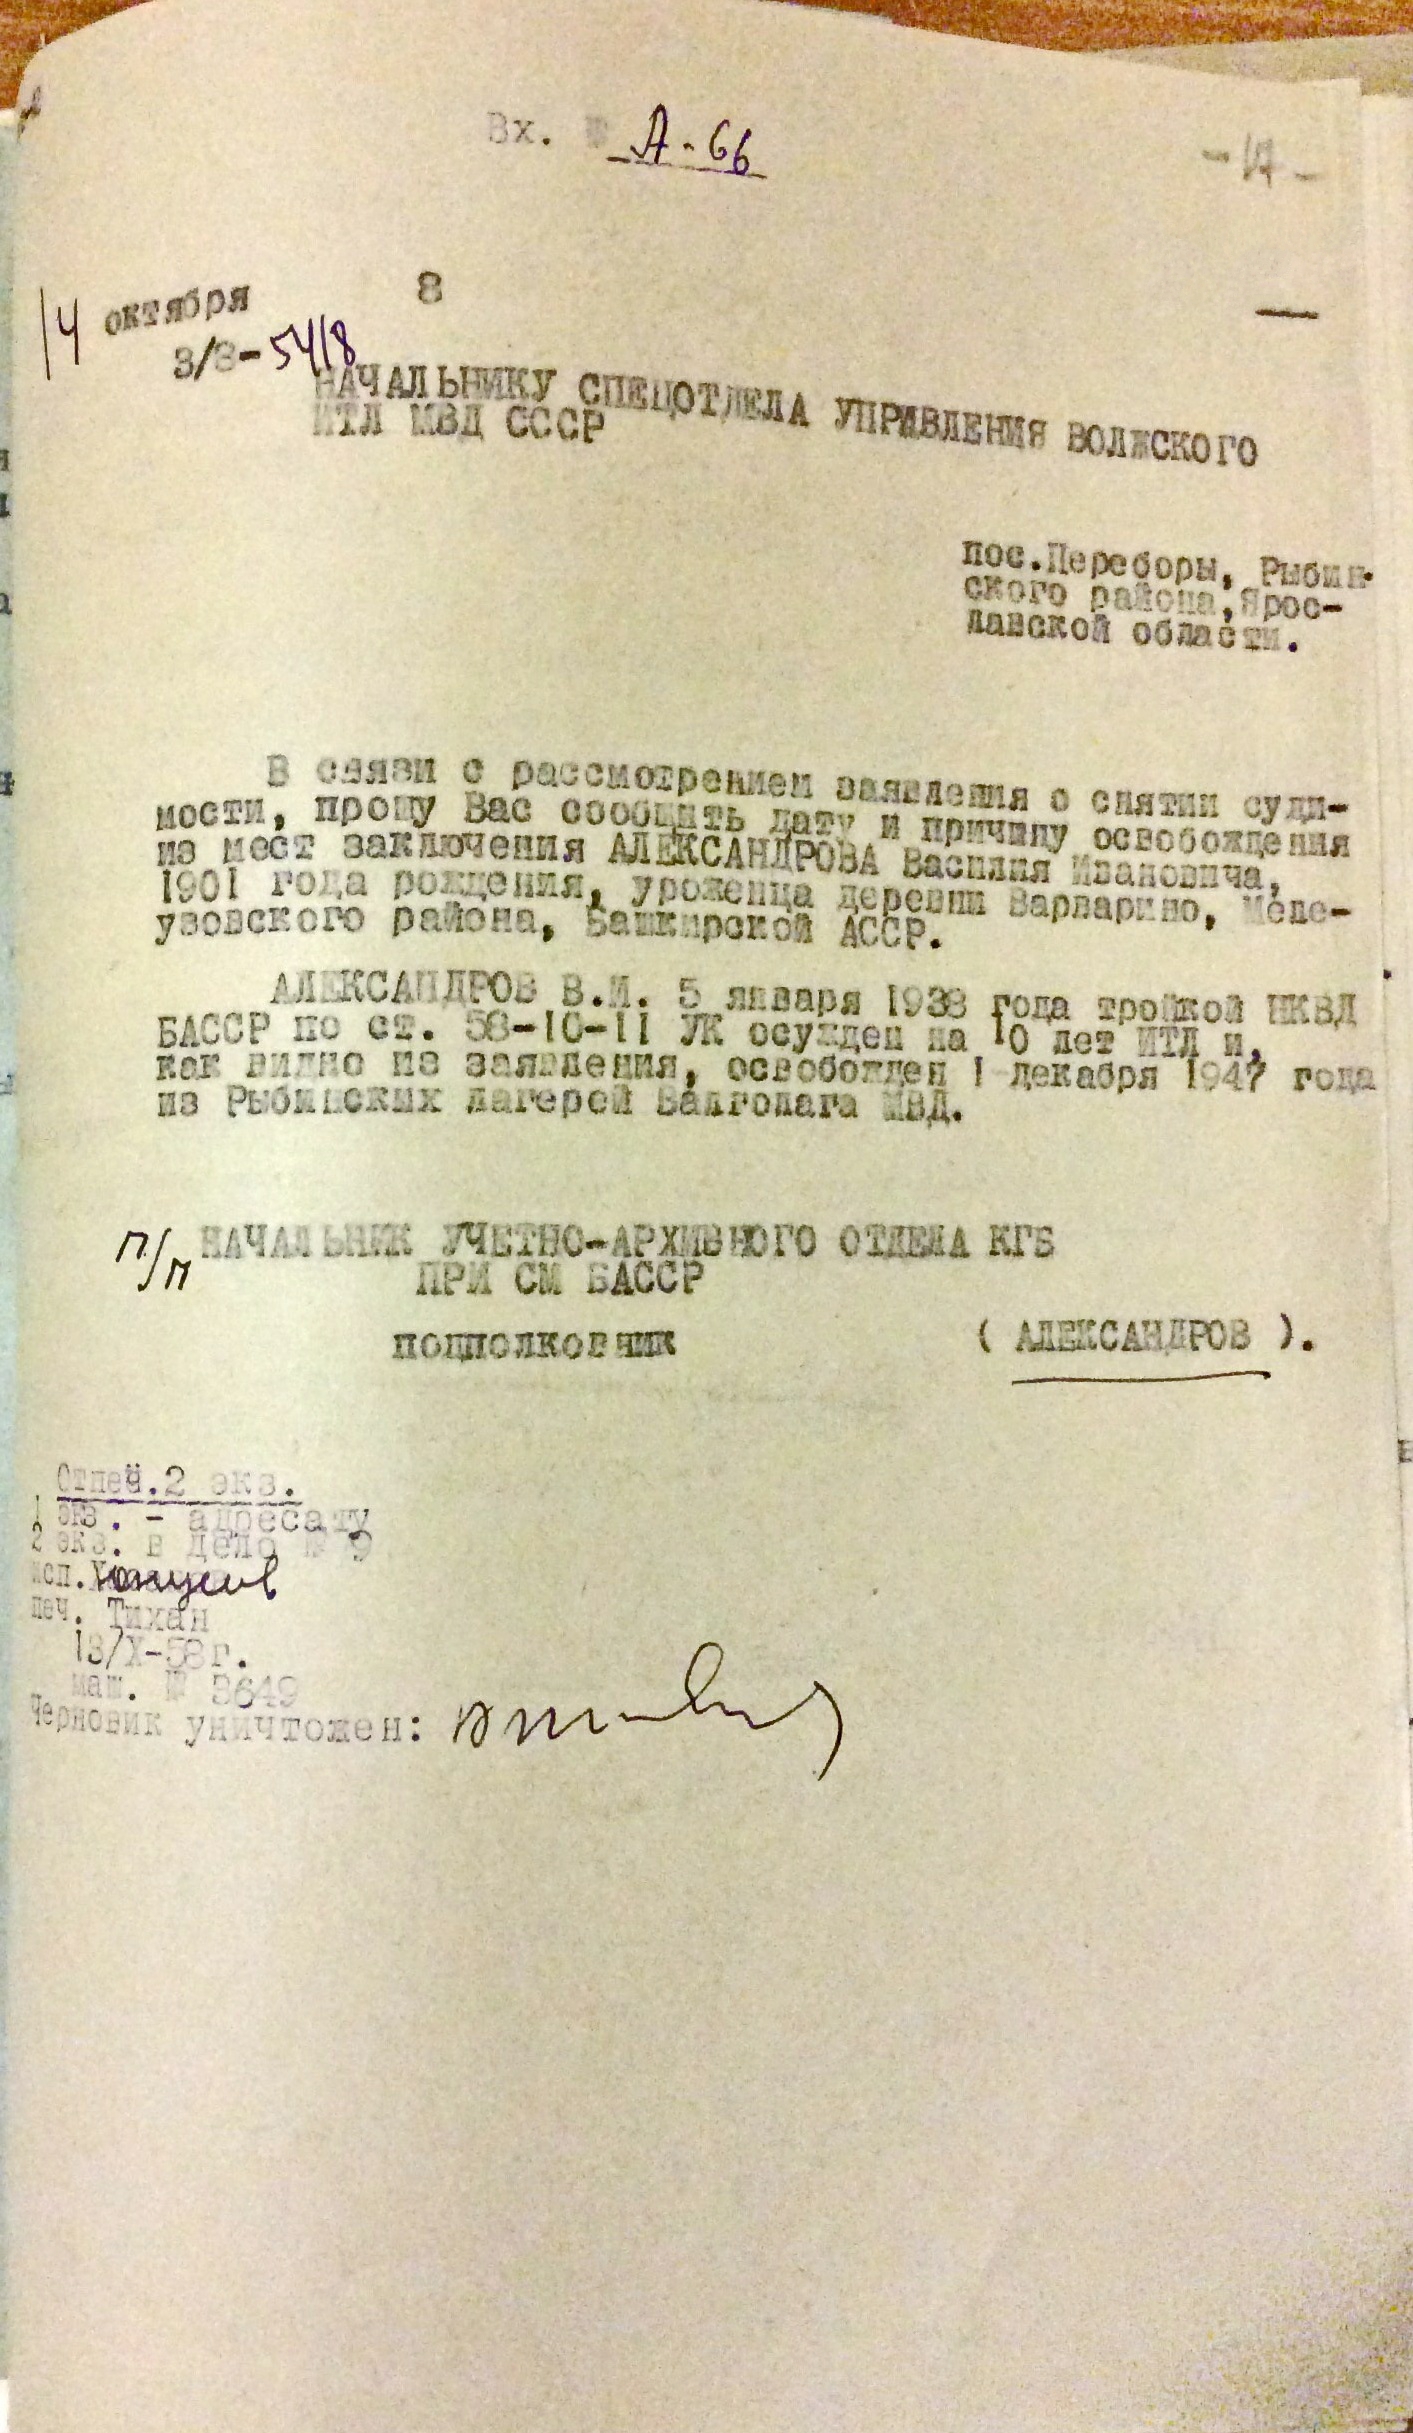 Вх. № А-66
14 октября 8
3/3-5418
НАЧАЛЬНИКУ СПЕЦОТДЕЛА УПРАВЛЕНИЯ ВОЛЖСКОГО
ИТЛ МВД СССР
пос.Переборы, Рыбин-
ского района,Ярос-
лавской области.
В связи с рассмотрением заявления о снятии суди-
мости, прошу Вас сообщить дату и причину освобождения
из мест заключения АЛЕКСАНДРОВА Василия Ивановича,
1901 года рождения, уроженца деревни Варварино, Меле-
узовского района, Башкирской АССР.
АЛЕКСАНДРОВ В.И. 5 января 1938 года тройкой НКВД
БАССР по ст. 58-10-11 УК осужден на 10 лет ИТЛ и,
как видно из заявления, освобожден 1 декабря 1947 года
из Рыбинских лагерей Валголага МВД.
п/п НАЧАЛЬНИК УЧЕТНО-АРХИВНОГО ОТДЕЛА КГБ
ПРИ СМ БАССР
подполковник ( АЛЕКСАНДРОВ ).
Отпеч.2 экз.
1 экз. - адресату
2 экз. в дело № 9
исп. Юнусов
печ. Тихан
13/X-58г.
маш. № 3649
Черновик уничтожен: